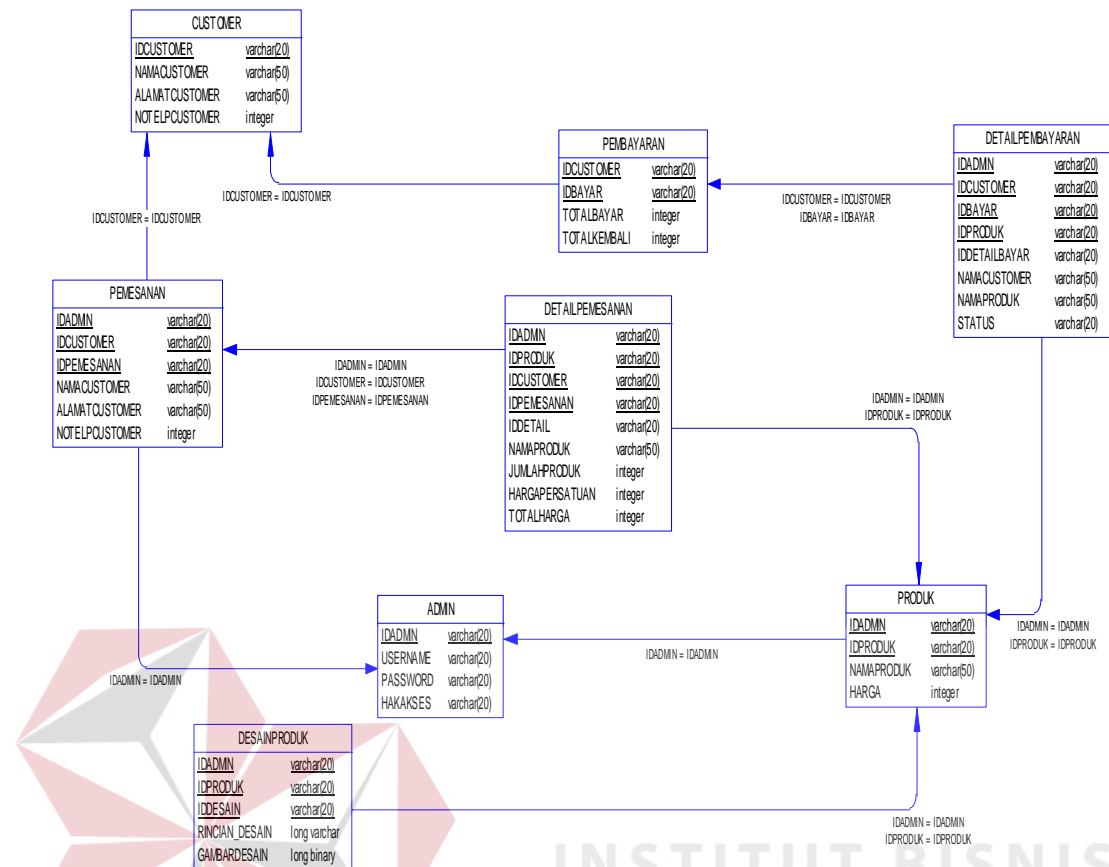 CUSTOMER
IDCUSTOMER varchar(20)
NAMACUSTOMER varchar(50)
ALAMATCUSTOMER varchar(50)
NOTELPCUSTOMER integer
PEMBAYARAN
IDCUSTOMER varchar(20)
IDBAYAR varchar(20)
TOTALBAYAR integer
TOTALKEMBALI integer
DETAILPEMBAYARAN
IDADMIN varchar(20)
IDCUSTOMER varchar(20)
IDBAYAR varchar(20)
IDPRODUK varchar(20)
IDDETAILBAYAR varchar(20)
NAMACUSTOMER varchar(50)
NAMAPRODUK varchar(50)
STATUS varchar(20)
IDCUSTOMER = IDCUSTOMER
IDCUSTOMER = IDCUSTOMER
IDCUSTOMER = IDCUSTOMER
IDBAYAR = IDBAYAR
PEMESANAN
IDADMIN varchar(20)
IDCUSTOMER varchar(20)
IDPEMESANAN varchar(20)
NAMACUSTOMER varchar(50)
ALAMATCUSTOMER varchar(50)
NOTELPCUSTOMER integer
IDADMIN = IDADMIN
IDCUSTOMER = IDCUSTOMER
IDPEMESANAN = IDPEMESANAN
DETAILPEMESANAN
IDADMIN varchar(20)
IDPRODUK varchar(20)
IDCUSTOMER varchar(20)
IDPEMESANAN varchar(20)
IDDETAIL varchar(20)
NAMAPRODUK varchar(50)
JUMLAHPRODUK integer
HARGAPERSATUAN integer
TOTALHARGA integer
IDADMIN = IDADMIN
IDPRODUK = IDPRODUK
ADMIN
IDADMIN varchar(20)
USERNAME varchar(20)
PASSWORD varchar(20)
HAKAKSES varchar(20)
IDADMIN = IDADMIN
IDADMIN = IDADMIN
PRODUK
IDADMIN varchar(20)
IDPRODUK varchar(20)
NAMAPRODUK varchar(50)
HARGA integer
IDADMIN = IDADMIN
IDPRODUK = IDPRODUK
DESAINPRODUK
IDADMIN varchar(20)
IDPRODUK varchar(20)
IDDESAIN varchar(20)
RINCIAN_DESAIN long varchar
GAMBARDESAIN long binary
IDADMIN = IDADMIN
IDPRODUK = IDPRODUK
INSTITUT BISNIS